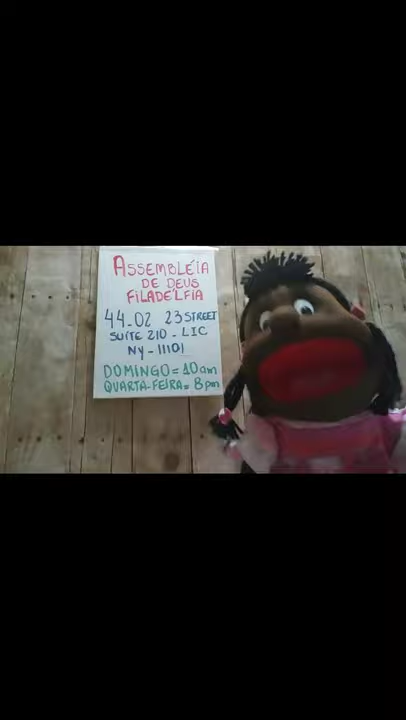 ASSEMBLÉIA
DE DEUS
FILADÉLFIA
44-02 23 STREET
SUITE 210 - LIC
NY - 11101
DOMINGO = 10 am
QUARTA-FEIRA = 8 pm